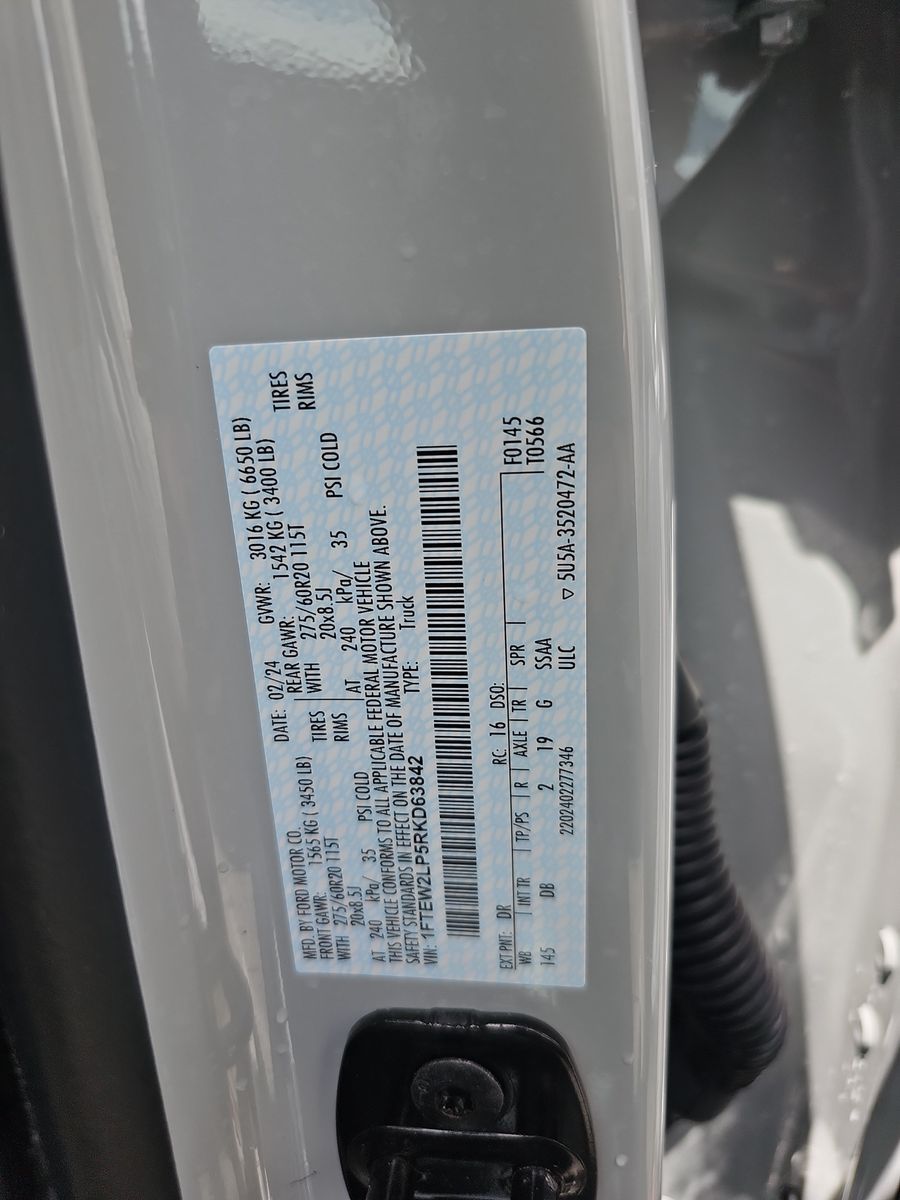 MFD. BY FORD MOTOR CO.
DATE: 02/24 GVWR: 3016 KG ( 6650 LB)
FRONT GAWR: 1565 KG ( 3450 LB) REAR GAWR: 1542 KG ( 3400 LB)
WITH 275/60R20 115T TIRES WITH 275/60R20 115T TIRES
20x8.5J RIMS 20x8.5J RIMS
AT 240 kPa/ 35 PSI COLD AT 240 kPa/ 35 PSI COLD
THIS VEHICLE CONFORMS TO ALL APPLICABLE FEDERAL MOTOR VEHICLE
SAFETY STANDARDS IN EFFECT ON THE DATE OF MANUFACTURE SHOWN ABOVE.
VIN: 1FTEW2LP5RKD63842 TYPE: Truck
EXT PNT: DR RC: 16 DSO: F0145
WB INT TR TP/PS R AXLE TR SPR T0566
145 DB 2 19 G SSAA
2202402277346 ULC ▽ 5U5A-3520472-AA